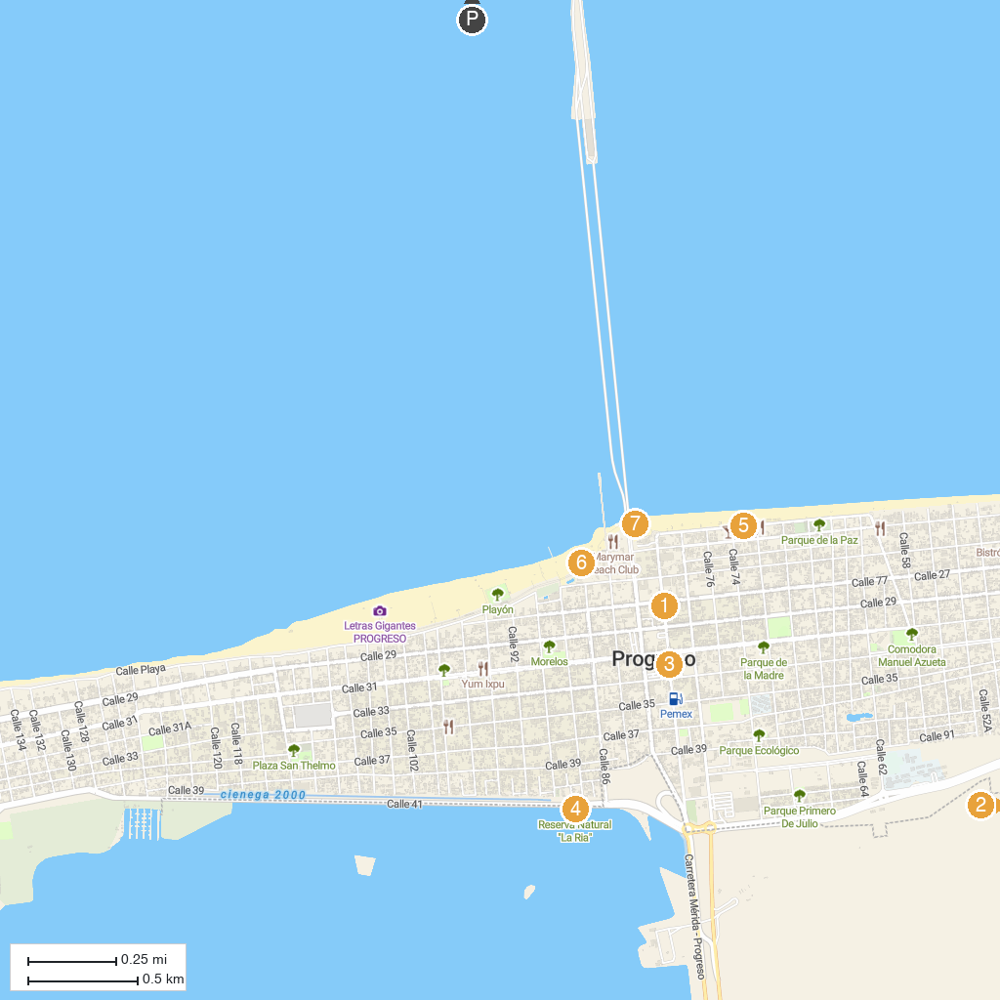 P
7
5
Parque de la Paz
Marymar
Beach Club
6
Calle 58
Bistró
Calle 76
Calle 74
Calle 27
Calle 77
1
Calle 29
Playón
Letras Gigantes
PROGRESO
Calle 92
Morelos
Comodora
Manuel Azueta
Calle Playa
Calle 29
Progreso
3
Parque de
la Madre
Yum Ixpu
Calle 29
Calle 31
Calle 31
Calle 31A
Calle 33
Calle 33
Calle 35
Calle 35
Calle 35
Pemex
Calle 52A
Calle 134
Calle 132
Calle 128
Calle 130
Calle 120
Calle 118
Calle 102
Calle 37
Calle 37
Calle 39
Calle 39
Calle 39
Calle 91
Plaza San Thelmo
Parque Ecológico
Calle 86
Calle 64
Calle 62
cienega 2000
Calle 41
4
Reserva Natural
"La Ria"
Parque Primero
De Julio
2
Carretera Mérida - Progreso
0.25 mi
0.5 km